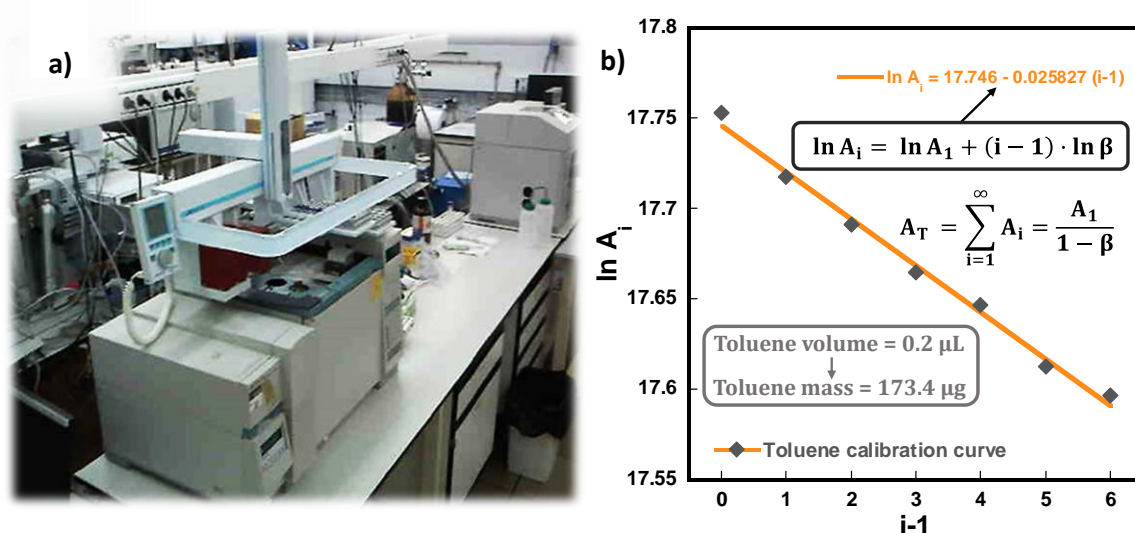 a)
b)
ln Aᵢ = 17.746 - 0.025827 (i-1)
ln Aᵢ = ln A₁ + (i − 1) · ln β
A_T = ∑_{i=1}^{∞} Aᵢ = A₁ / (1 − β)
Toluene volume = 0.2 µL
Toluene mass = 173.4 µg
Toluene calibration curve
ln Aᵢ
17.8
17.75
17.7
17.65
17.6
17.55
0 1 2 3 4 5 6
i-1